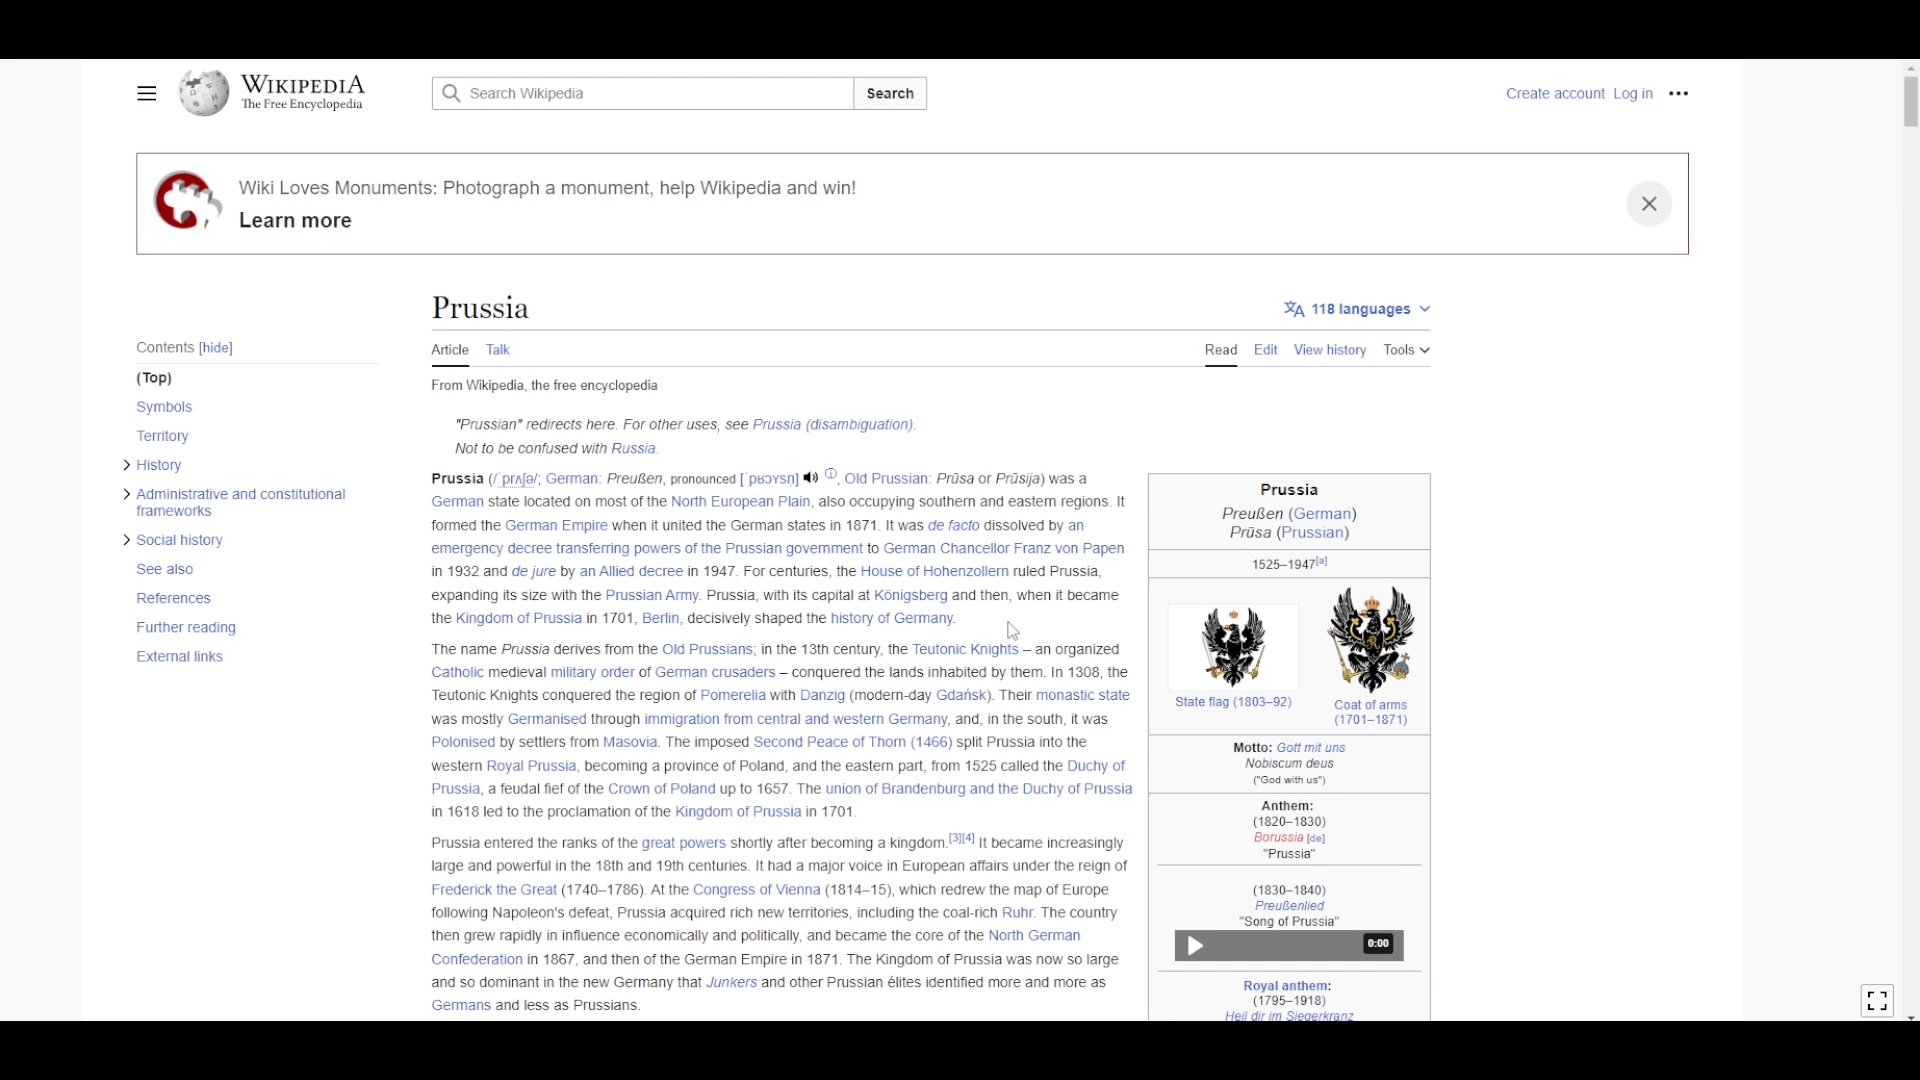 WIKIPEDIA
The Free Encyclopedia
Search Wikipedia
Search
Create account Log in
Wiki Loves Monuments: Photograph a monument, help Wikipedia and win!
Learn more
Contents [hide]
(Top)
Symbols
Territory
History
Administrative and constitutional
frameworks
Social history
See also
References
Further reading
External links
Prussia
118 languages
Article Talk
Read Edit View history Tools
From Wikipedia, the free encyclopedia
"Prussian" redirects here. For other uses, see Prussia (disambiguation).
Not to be confused with Russia.
Prussia (/ˈprʌʃə/; German: Preußen, pronounced [ˈpʁɔʏsn̩] ⓘ, Old Prussian: Prūsa or Prūsija) was a
German state located on most of the North European Plain, also occupying southern and eastern regions. It
formed the German Empire when it united the German states in 1871. It was de facto dissolved by an
emergency decree transferring powers of the Prussian government to German Chancellor Franz von Papen
in 1932 and de jure by an Allied decree in 1947. For centuries, the House of Hohenzollern ruled Prussia,
expanding its size with the Prussian Army. Prussia, with its capital at Königsberg and then, when it became
the Kingdom of Prussia in 1701, Berlin, decisively shaped the history of Germany.
The name Prussia derives from the Old Prussians; in the 13th century, the Teutonic Knights – an organized
Catholic medieval military order of German crusaders – conquered the lands inhabited by them. In 1308, the
Teutonic Knights conquered the region of Pomerelia with Danzig (modern-day Gdańsk). Their monastic state
was mostly Germanised through immigration from central and western Germany, and, in the south, it was
Polonised by settlers from Masovia. The imposed Second Peace of Thorn (1466) split Prussia into the
western Royal Prussia, becoming a province of Poland, and the eastern part, from 1525 called the Duchy of
Prussia, a feudal fief of the Crown of Poland up to 1657. The union of Brandenburg and the Duchy of Prussia
in 1618 led to the proclamation of the Kingdom of Prussia in 1701.
Prussia entered the ranks of the great powers shortly after becoming a kingdom.[3][4] It became increasingly
large and powerful in the 18th and 19th centuries. It had a major voice in European affairs under the reign of
Frederick the Great (1740–1786). At the Congress of Vienna (1814–15), which redrew the map of Europe
following Napoleon's defeat, Prussia acquired rich new territories, including the coal-rich Ruhr. The country
then grew rapidly in influence economically and politically, and became the core of the North German
Confederation in 1867, and then of the German Empire in 1871. The Kingdom of Prussia was now so large
and so dominant in the new Germany that Junkers and other Prussian élites identified more and more as
Germans and less as Prussians.
Prussia
Preußen (German)
Prūsa (Prussian)
1525–1947[a]
State flag (1803–92)
Coat of arms
(1701–1871)
Motto: Gott mit uns
Nobiscum deus
("God with us")
Anthem:
(1820–1830)
Borussia [de]
"Prussia"
(1830–1840)
Preußenlied
"Song of Prussia"
0:00
Royal anthem:
(1795–1918)
Heil dir im Siegerkranz